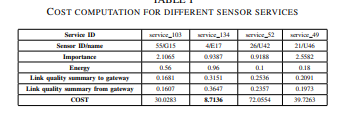 TABLE I
COST COMPUTATION FOR DIFFERENT SENSOR SERVICES
Service ID service_103 service_134 service_52 service_49
Sensor ID/name 55/G15 4/E17 26/U42 21/U46
Importance 2.1065 0.9387 0.9188 2.5582
Energy 0.56 0.96 0.1 0.18
Link quality summary to gateway 0.1681 0.3151 0.2536 0.2091
Link quality summary from gateway 0.1607 0.3647 0.2357 0.1973
COST 30.0283 8.7136 72.0554 39.7263